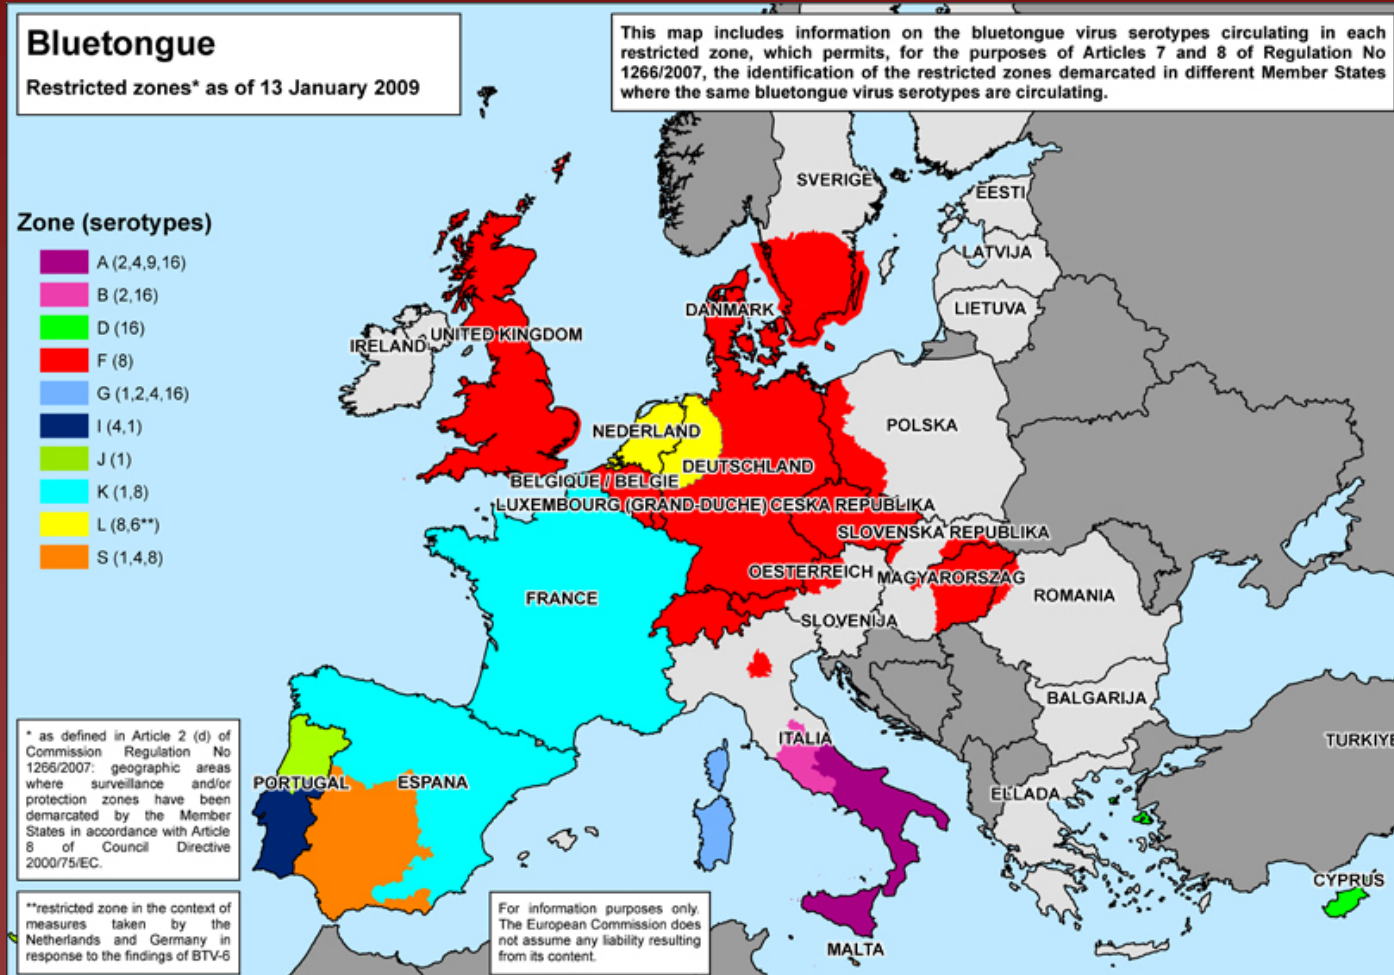 Bluetongue
Restricted zones* as of 13 January 2009
This map includes information on the bluetongue virus serotypes circulating in each
restricted zone, which permits, for the purposes of Articles 7 and 8 of Regulation No
1266/2007, the identification of the restricted zones demarcated in different Member States
where the same bluetongue virus serotypes are circulating.
Zone (serotypes)
A (2,4,9,16)
B (2,16)
D (16)
F (8)
G (1,2,4,16)
I (4,1)
J (1)
K (1,8)
L (8,6**)
S (1,4,8)
SVERIGE
EESTI
LATVIJA
LIETUVA
DANMARK
IRELAND
UNITED KINGDOM
POLSKA
NEDERLAND
DEUTSCHLAND
BELGIQUE / BELGIE
LUXEMBOURG (GRAND-DUCHE)
CESKA REPUBLIKA
SLOVENSKA REPUBLIKA
OESTERREICH
MAGYARORSZAG
FRANCE
ROMANIA
SLOVENIJA
BALGARIJA
ITALIA
TURKIYE
PORTUGAL
ESPANA
ELLADA
CYPRUS
MALTA
* as defined in Article 2 (d) of
Commission Regulation No
1266/2007: geographic areas
where surveillance and/or
protection zones have been
demarcated by the Member
States in accordance with Article
8 of Council Directive
2000/75/EC.
**restricted zone in the context of
measures taken by the
Netherlands and Germany in
response to the findings of BTV-6
For information purposes only.
The European Commission does
not assume any liability resulting
from its content.